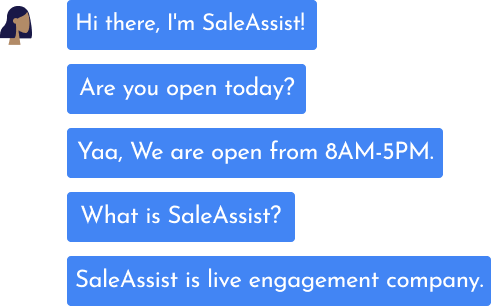 Hi there, I'm SaleAssist!
Are you open today?
Yaa, We are open from 8AM-5PM.
What is SaleAssist?
SaleAssist is live engagement company.